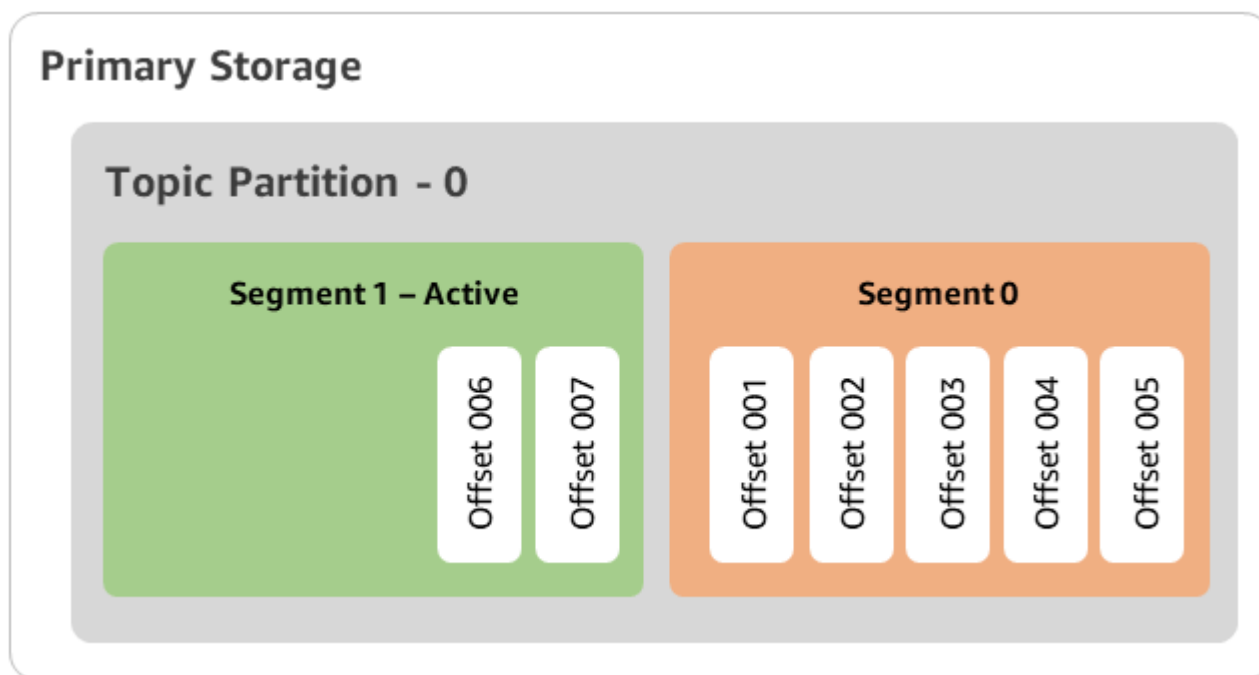 Primary Storage
Topic Partition - 0
Segment 1 – Active
Offset 006
Offset 007
Segment 0
Offset 001
Offset 002
Offset 003
Offset 004
Offset 005